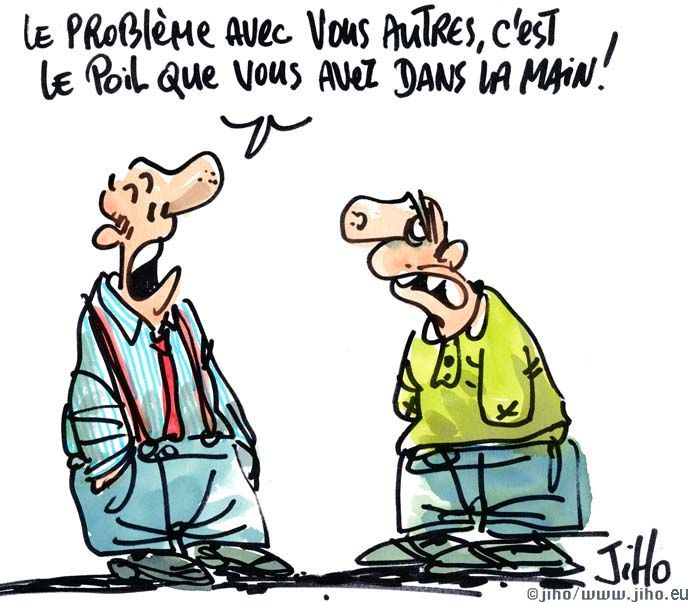 LE PROBLÈME AVEC VOUS AUTRES, C'EST
LE POIL QUE VOUS AVEZ DANS LA MAIN!
JiHo
©jiho/www.jiho.eu